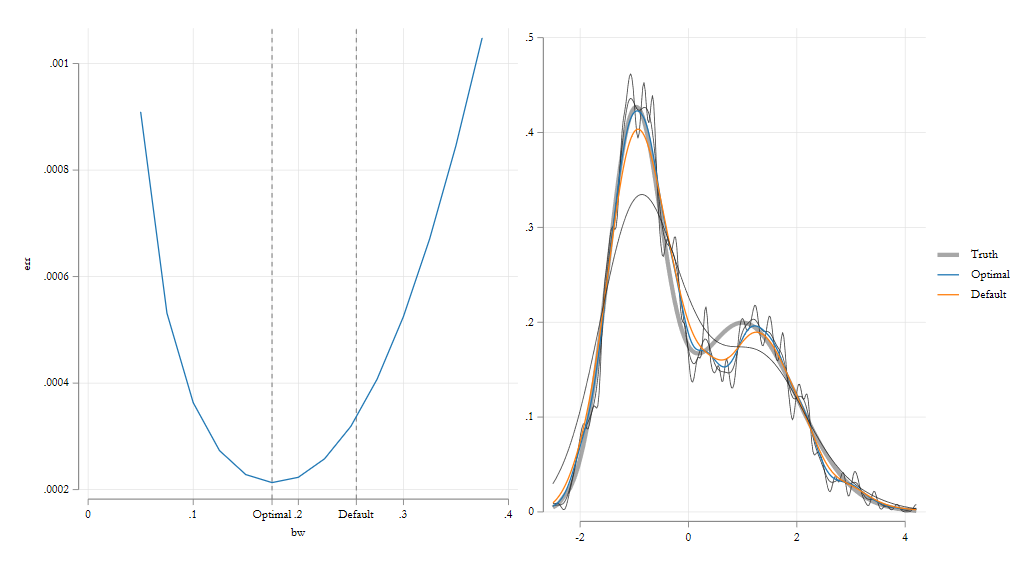 .001
.0008
.0006
.0004
.0002
err
0 .1 Optimal .2 Default .3 .4
bw
.5
.4
.3
.2
.1
0
-2 0 2 4
Truth
Optimal
Default